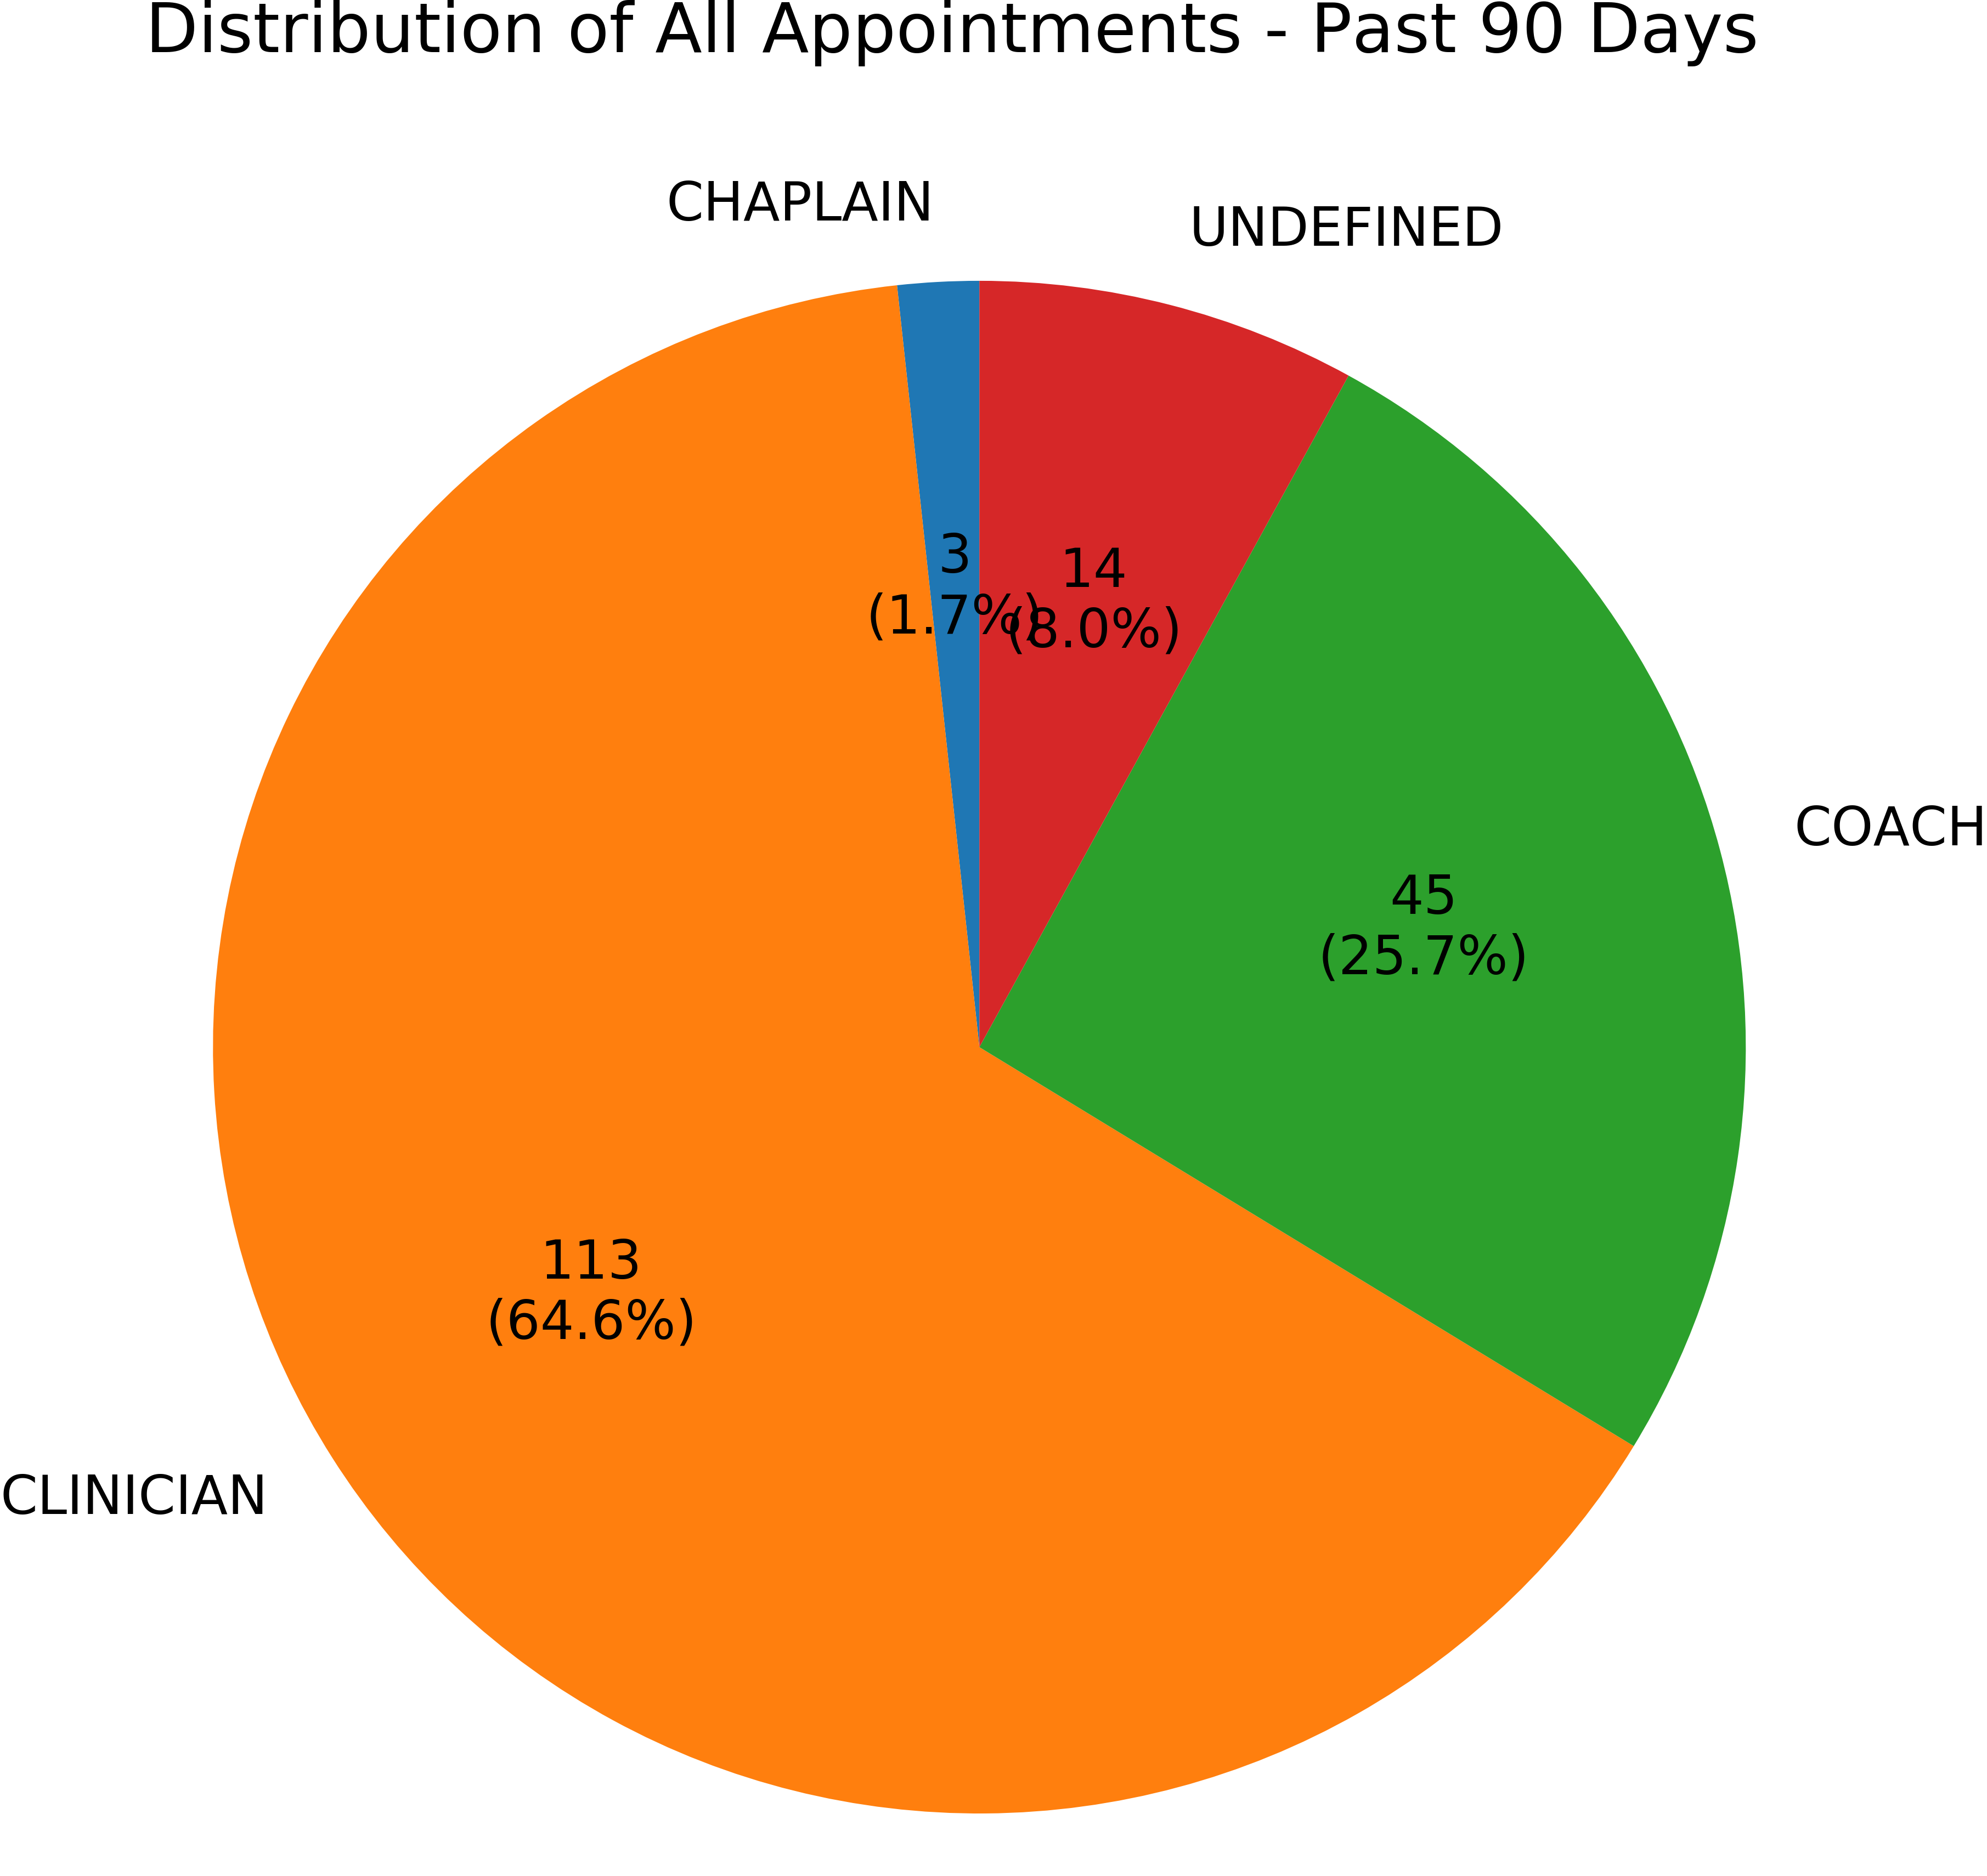 Distribution of All Appointments - Past 90 Days
CHAPLAIN
UNDEFINED
3
(1.7%)
14
(8.0%)
COACH
45
(25.7%)
113
(64.6%)
CLINICIAN